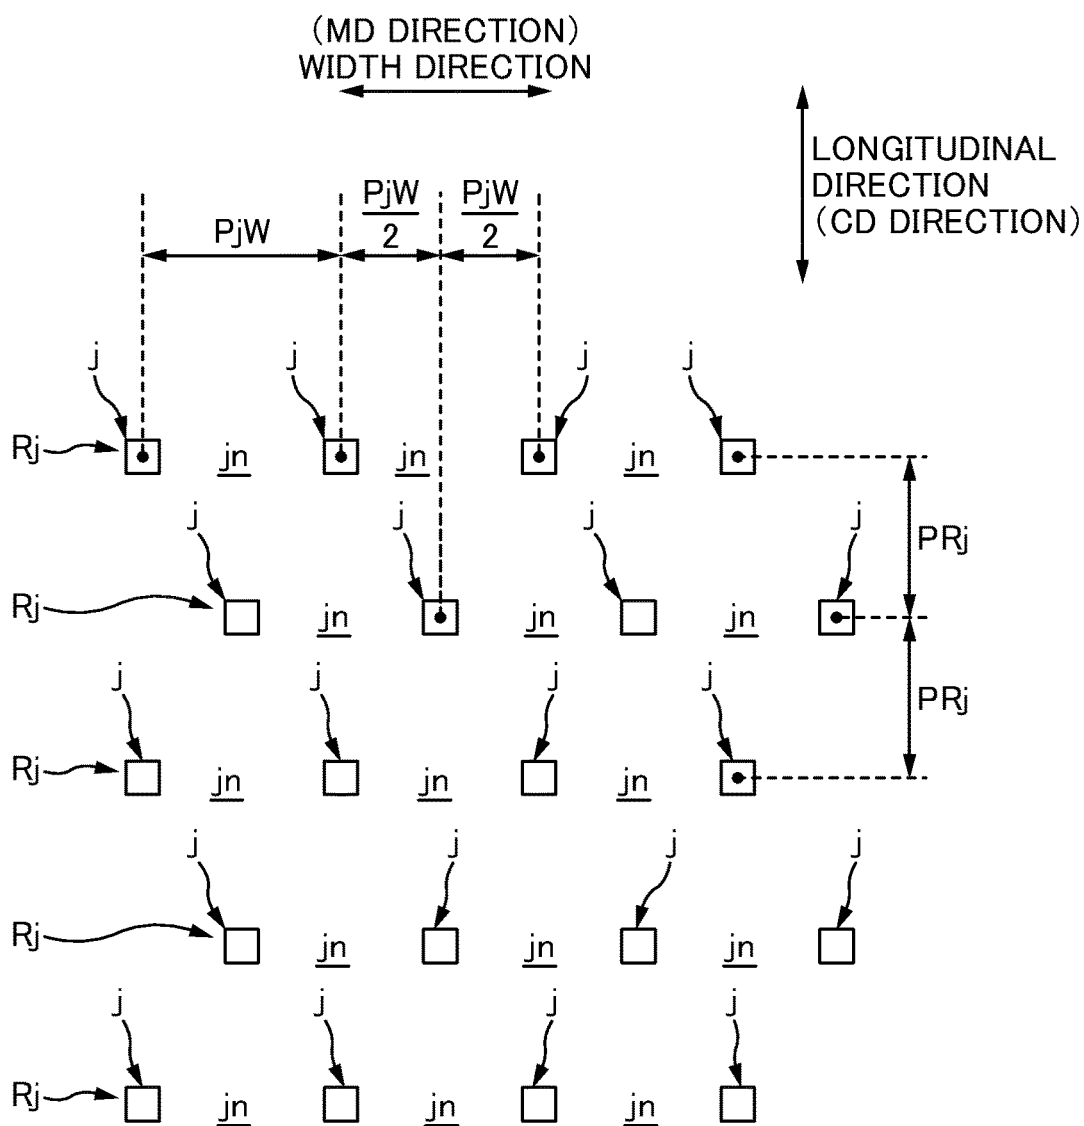 (MD DIRECTION)
WIDTH DIRECTION
LONGITUDINAL
DIRECTION
(CD DIRECTION)
PjW
PjW
2
PjW
2
j j j j
Rj jn jn jn
PRj
j j j j
Rj jn jn jn
PRj
j j j j
Rj jn jn jn
j j j j
Rj jn jn jn
j j j j
Rj jn jn jn